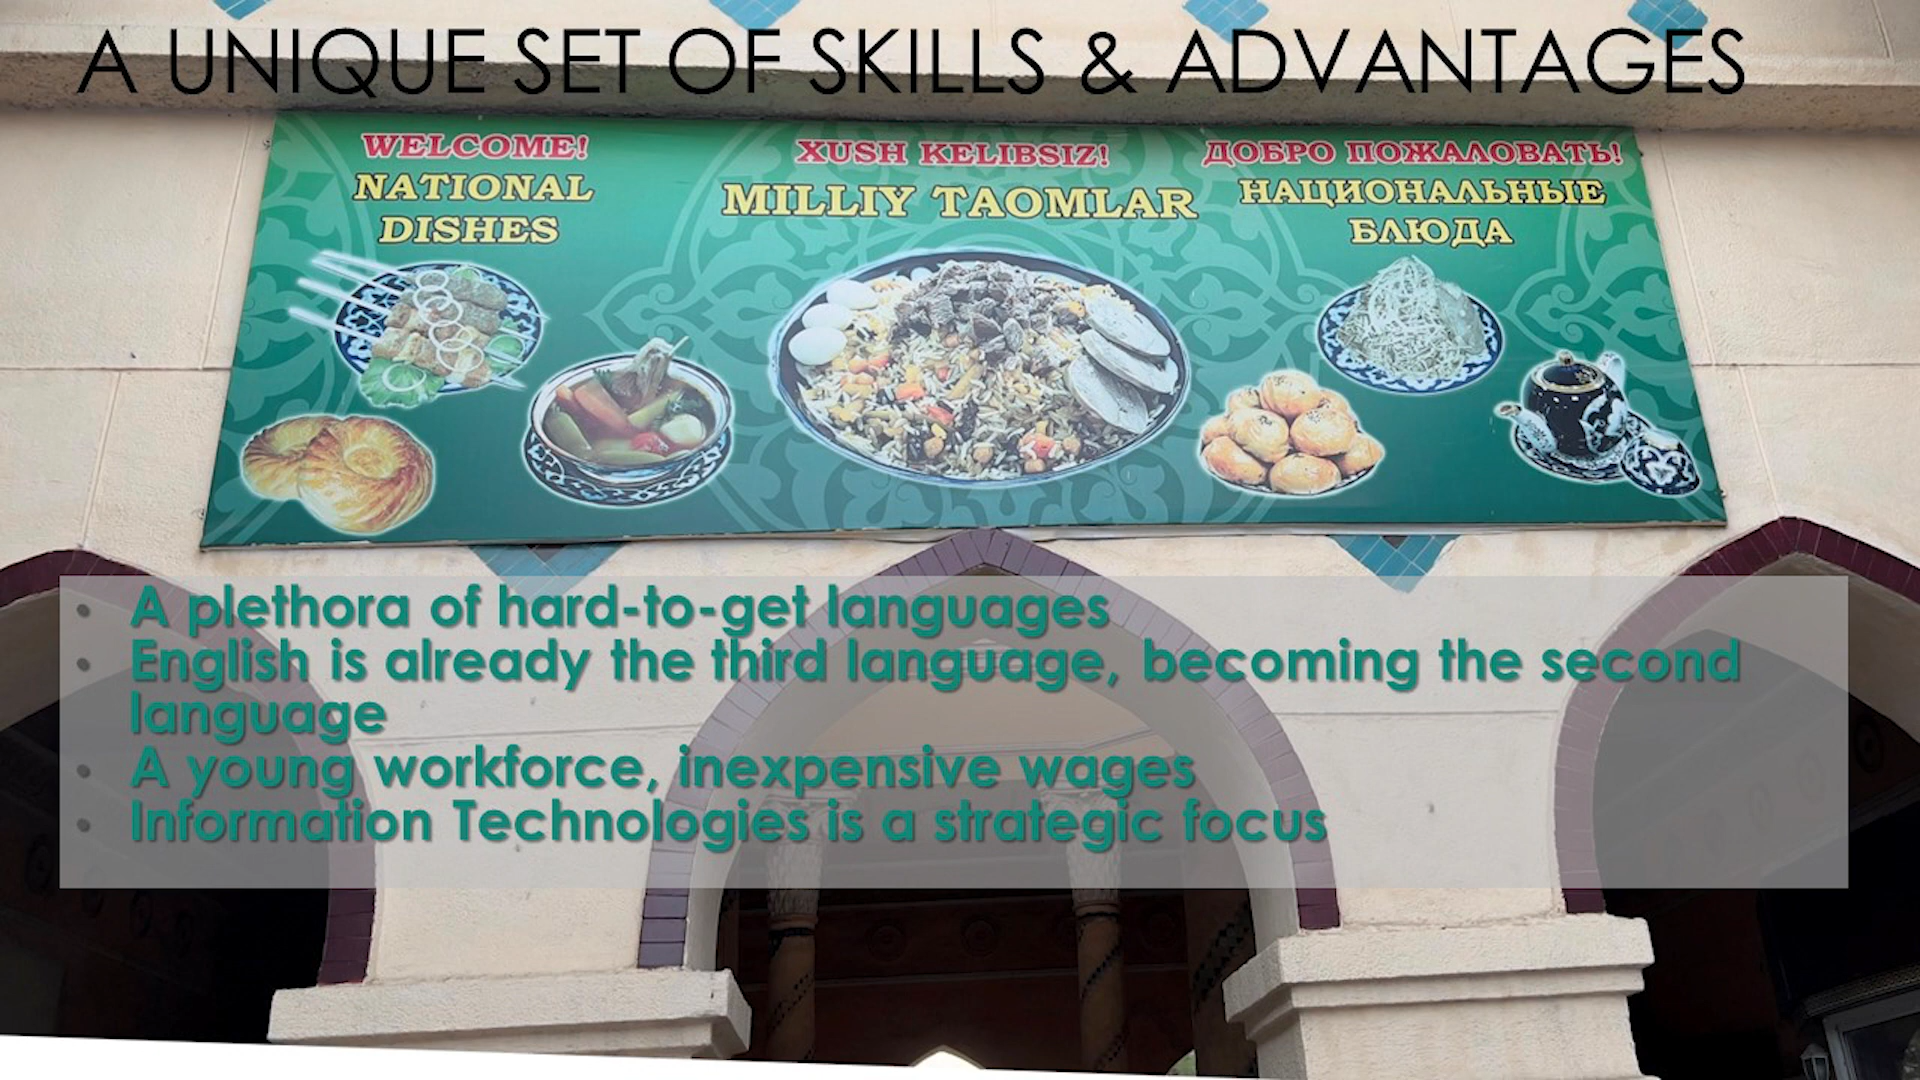 A UNIQUE SET OF SKILLS & ADVANTAGES
WELCOME!
NATIONAL
DISHES
XUSH KELIBSIZ!
MILLIY TAOMLAR
ДОБРО ПОЖАЛОВАТЬ!
НАЦИОНАЛЬНЫЕ
БЛЮДА
• A plethora of hard-to-get languages
• English is already the third language, becoming the second
language
• A young workforce, inexpensive wages
• Information Technologies is a strategic focus